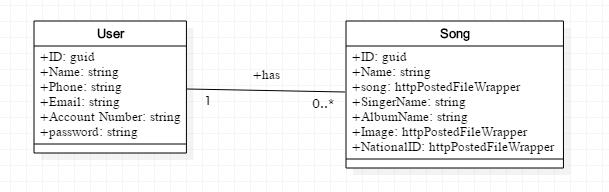 User
+ID: guid
+Name: string
+Phone: string
+Email: string
+Account Number: string
+password: string
+has
1
0..*
Song
+ID: guid
+Name: string
+song: httpPostedFileWrapper
+SingerName: string
+AlbumName: string
+Image: httpPostedFileWrapper
+NationalID: httpPostedFileWrapper